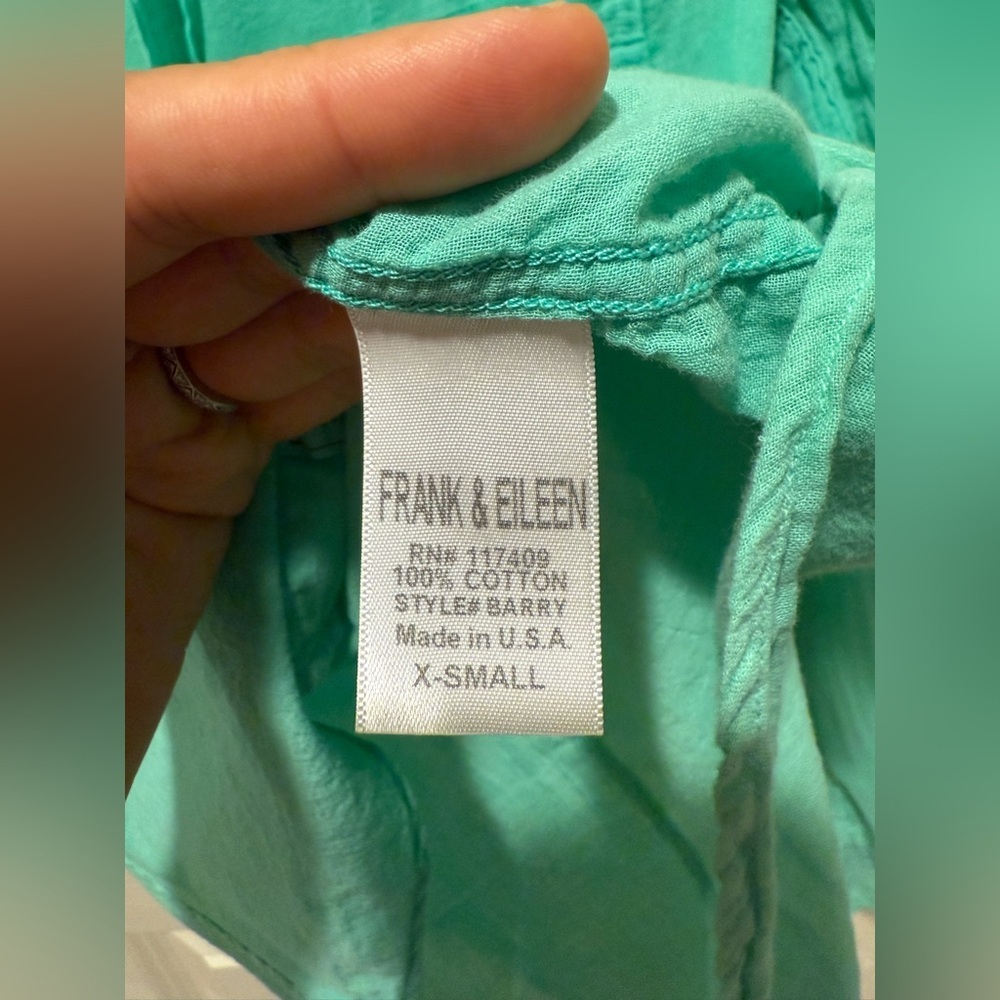 FRANK & EILEEN
RN# 117409
100% COTTON
STYLE# BARRY
Made in U.S.A.
X-SMALL